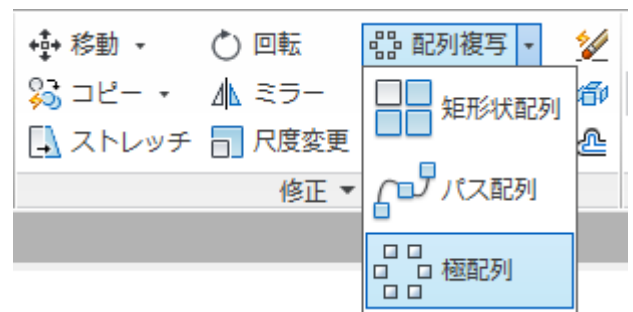 移動
回転
配列複写
コピー
ミラー
矩形状配列
ストレッチ
尺度変更
修正
パス配列
極配列